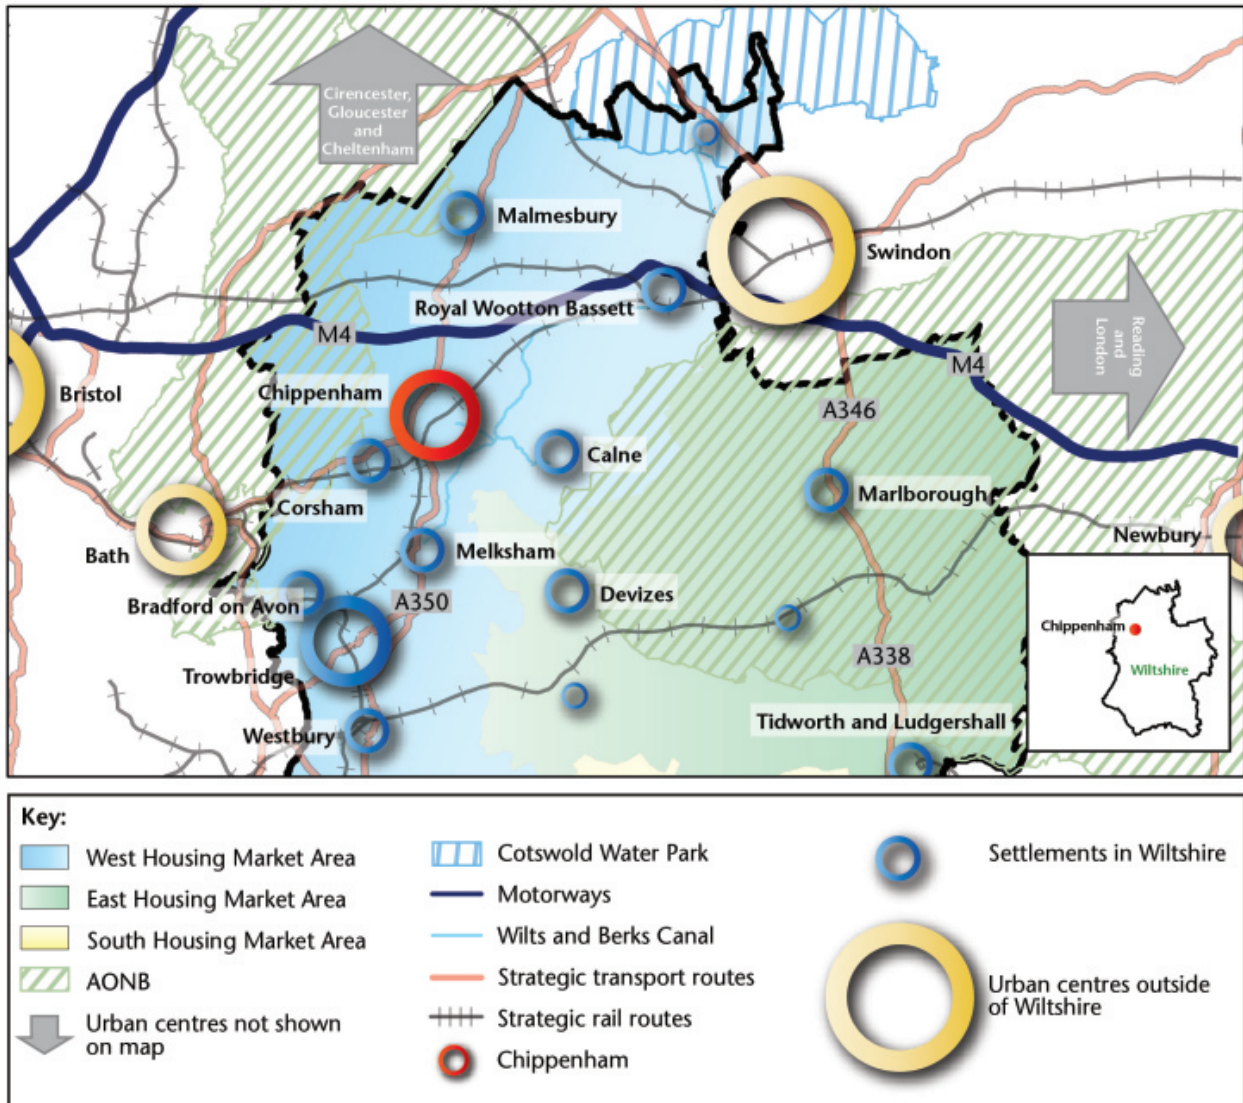 Cirencester,
Gloucester
and
Cheltenham
Malmesbury
Swindon
Royal Wootton Bassett
M4
Reading
and
London
M4
Bristol
Chippenham
A346
Calne
Marlborough
Corsham
Newbury
Bath
Melksham
Devizes
Bradford on Avon
A350
Chippenham
Wiltshire
A338
Trowbridge
Tidworth and Ludgershall
Westbury
Key:
West Housing Market Area
East Housing Market Area
South Housing Market Area
AONB
Urban centres not shown
on map
Cotswold Water Park
Motorways
Wilts and Berks Canal
Strategic transport routes
Strategic rail routes
Chippenham
Settlements in Wiltshire
Urban centres outside
of Wiltshire